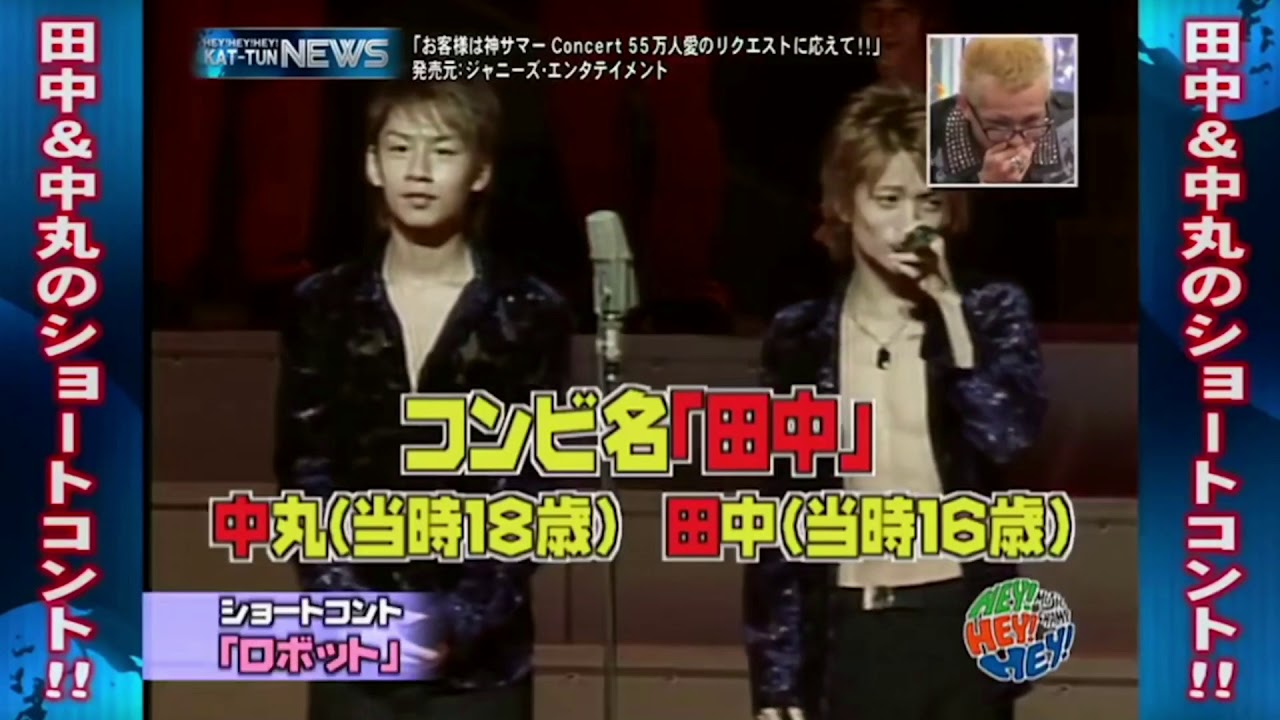 田中&中丸のショートコント!!
HEY!HEY!HEY!
KAT-TUN NEWS
「お客様は神サマー Concert 55万人愛のリクエストに応えて!!」
発売元:ジャニーズ・エンタテイメント
コンビ名「田中」
中丸(当時18歳) 田中(当時16歳)
ショートコント
「ロボット」
HEY!
HEY!
HEY!
MUSIC
CHAMP
田中&中丸のショートコント!!